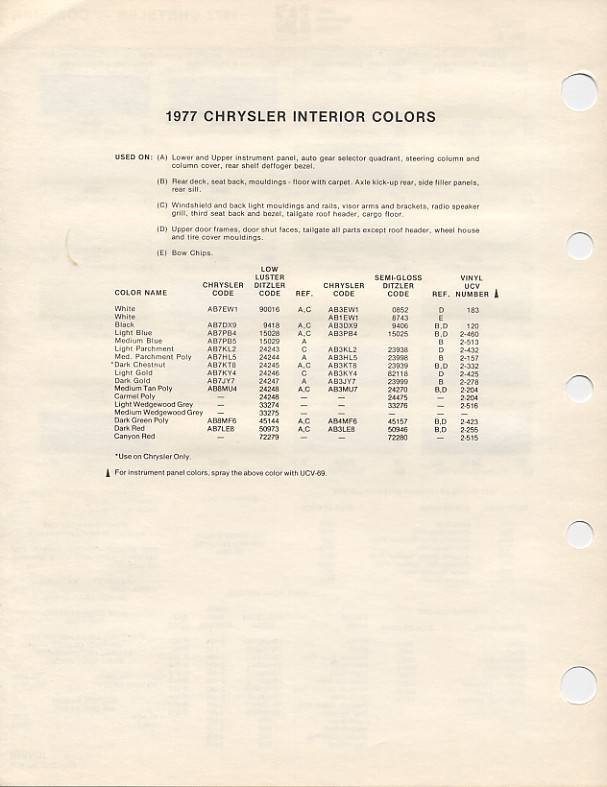 1977 CHRYSLER INTERIOR COLORS
USED ON: (A) Lower and Upper instrument panel, auto gear selector quadrant, steering column and
column cover, rear shelf deffoger bezel.
(B) Rear deck, seat back, mouldings - floor with carpet. Axle kick-up rear, side filler panels,
rear sill.
(C) Windshield and back light mouldings and rails, visor arms and brackets, radio speaker
grill, third seat back and bezel, tailgate roof header, cargo floor.
(D) Upper door frames, door shut faces, tailgate all parts except roof header, wheel house
and tire cover mouldings.
(E) Bow Chips.
LOW
LUSTER SEMI-GLOSS VINYL
CHRYSLER DITZLER CHRYSLER DITZLER UCV
COLOR NAME CODE CODE REF. CODE CODE REF. NUMBER
White AB7EW1 90016 A,C AB3EW1 0852 D 183
White AB1EW1 8743 E
Black AB7DX9 9418 A,C AB3DX9 9406 B,D 120
Light Blue AB7PB4 15028 A,C AB3PB4 15025 B,D 2-460
Medium Blue AB7PB5 15029 A B 2-513
Light Parchment AB7KL2 24243 C AB3KL2 23938 D 2-432
Med. Parchment Poly AB7HL5 24244 A AB3HL5 23998 B 2-157
*Dark Chestnut AB7KT8 24245 A,C AB3KT8 23939 B,D 2-332
Light Gold AB7KY4 24246 C AB3KY4 82118 D 2-425
Dark Gold AB7JY7 24247 A AB3JY7 23999 B 2-278
Medium Tan Poly AB8MU4 24248 A,C AB3MU7 24270 B,D 2-204
Carmel Poly — 24248 — — 24475 — 2-204
Light Wedgewood Grey — 33274 — — 33276 — 2-516
Medium Wedgewood Grey — 33275 — — — — —
Dark Green Poly AB8MF6 45144 A,C AB4MF6 45157 B,D 2-423
Dark Red AB7LE8 50973 A,C AB3LE8 50946 B,D 2-255
Canyon Red — 72279 — — 72280 — 2-515
*Use on Chrysler Only.
For instrument panel colors, spray the above color with UCV-69.